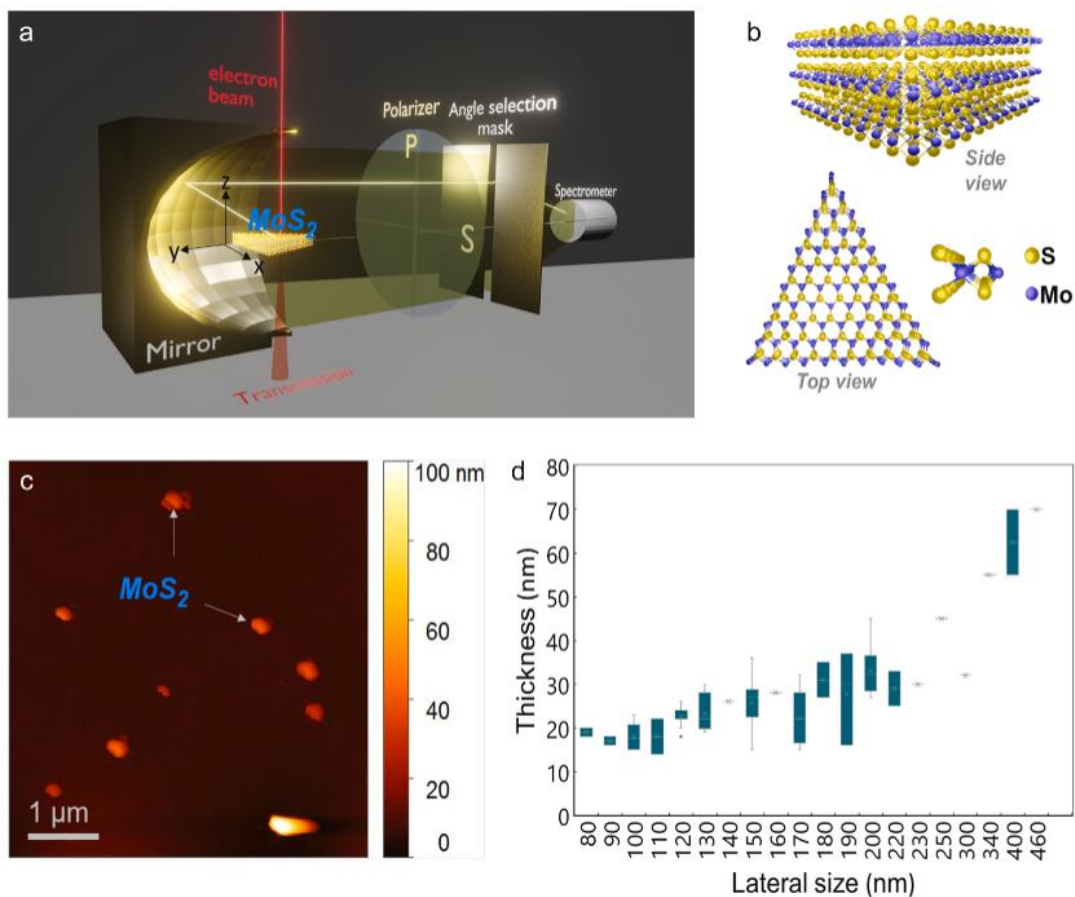 a
electron
beam
Polarizer
Angle selection
mask
P
S
Spectrometer
MoS2
z
y
x
Mirror
Transmission
b
Side
view
S
Mo
Top view
c
MoS2
1 μm
100 nm
80
60
40
20
0
d
Thickness (nm)
80
70
60
50
40
30
20
10
0
80
90
100
110
120
130
140
150
160
170
180
190
200
220
230
250
300
340
400
460
Lateral size (nm)